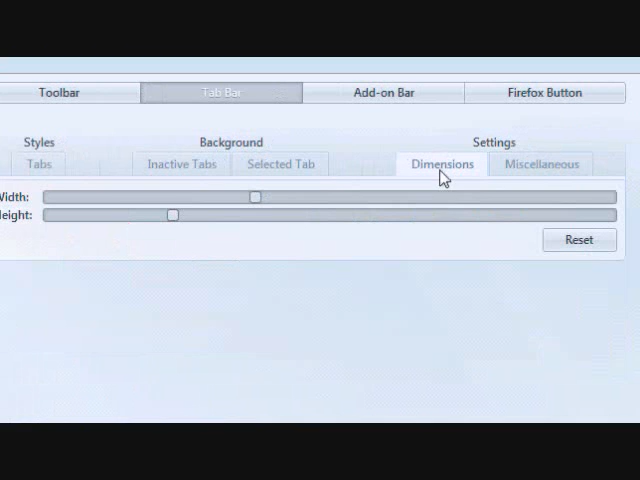 Toolbar Tab Bar Add-on Bar Firefox Button
Styles Background Settings
Tabs Inactive Tabs Selected Tab Dimensions Miscellaneous
Width:
Height:
Reset